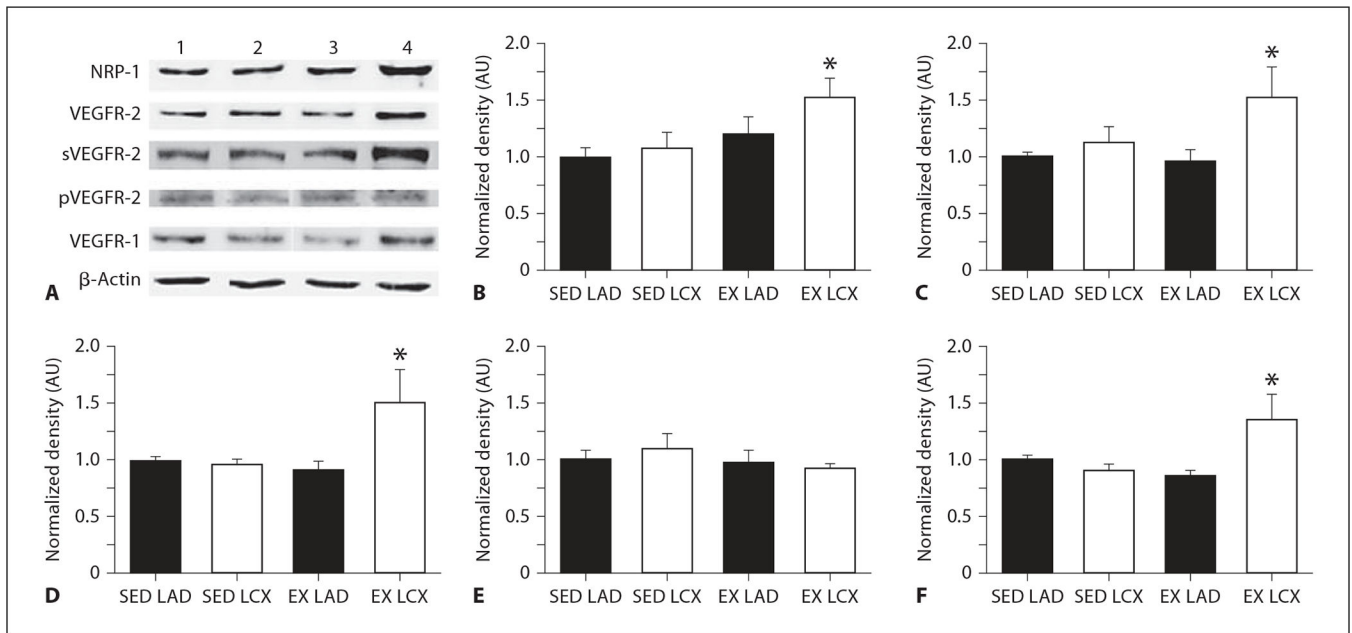 1 2 3 4
NRP-1
VEGFR-2
sVEGFR-2
pVEGFR-2
VEGFR-1
β-Actin
A
Normalized density (AU)
2.0
1.5
1.0
0.5
0
*
SED LAD SED LCX EX LAD EX LCX
B
Normalized density (AU)
2.0
1.5
1.0
0.5
0
*
SED LAD SED LCX EX LAD EX LCX
C
Normalized density (AU)
2.0
1.5
1.0
0.5
0
*
SED LAD SED LCX EX LAD EX LCX
D
Normalized density (AU)
2.0
1.5
1.0
0.5
0
SED LAD SED LCX EX LAD EX LCX
E
Normalized density (AU)
2.0
1.5
1.0
0.5
0
*
SED LAD SED LCX EX LAD EX LCX
F